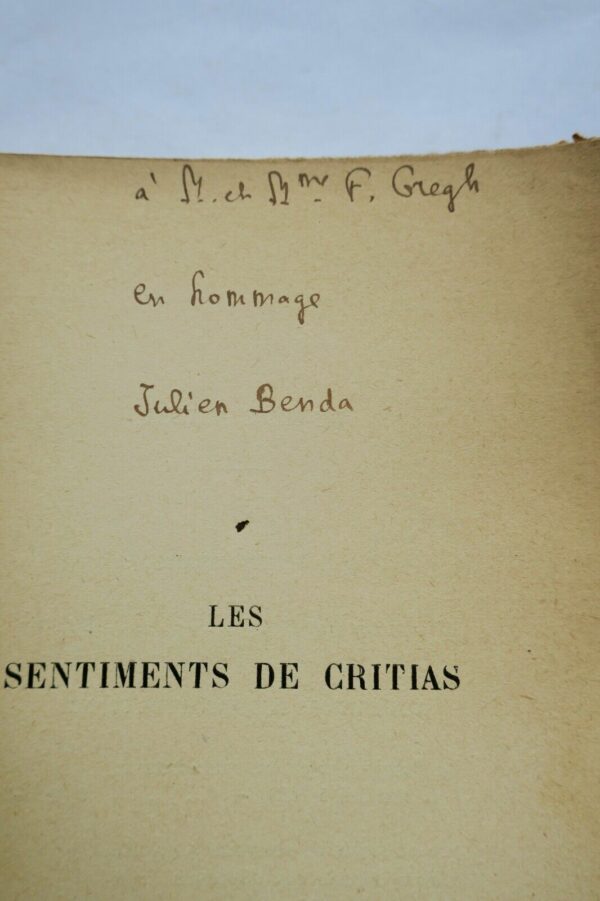 à M. et Mme F. Gregh
en hommage
Julien Benda
LES
SENTIMENTS DE CRITIAS